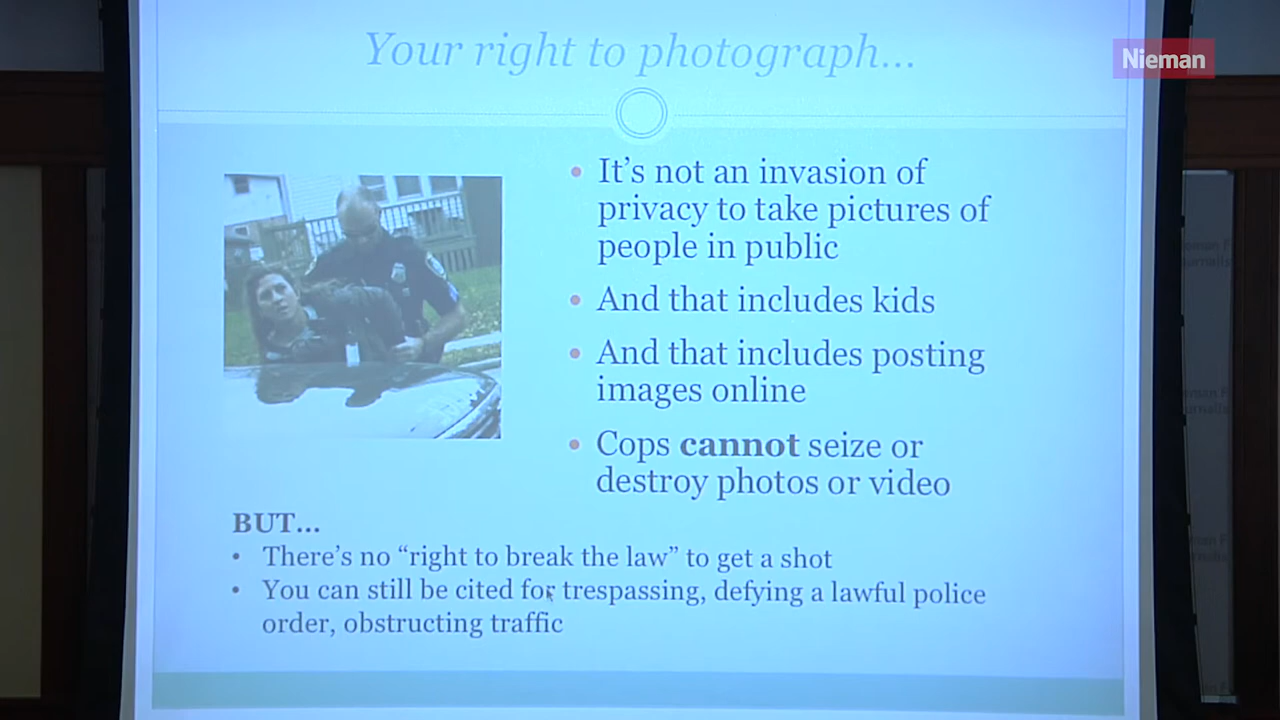 Your right to photograph...
Nieman
It's not an invasion of
privacy to take pictures of
people in public
And that includes kids
And that includes posting
images online
Cops cannot seize or
destroy photos or video
BUT...
There's no “right to break the law” to get a shot
You can still be cited for trespassing, defying a lawful police
order, obstructing traffic